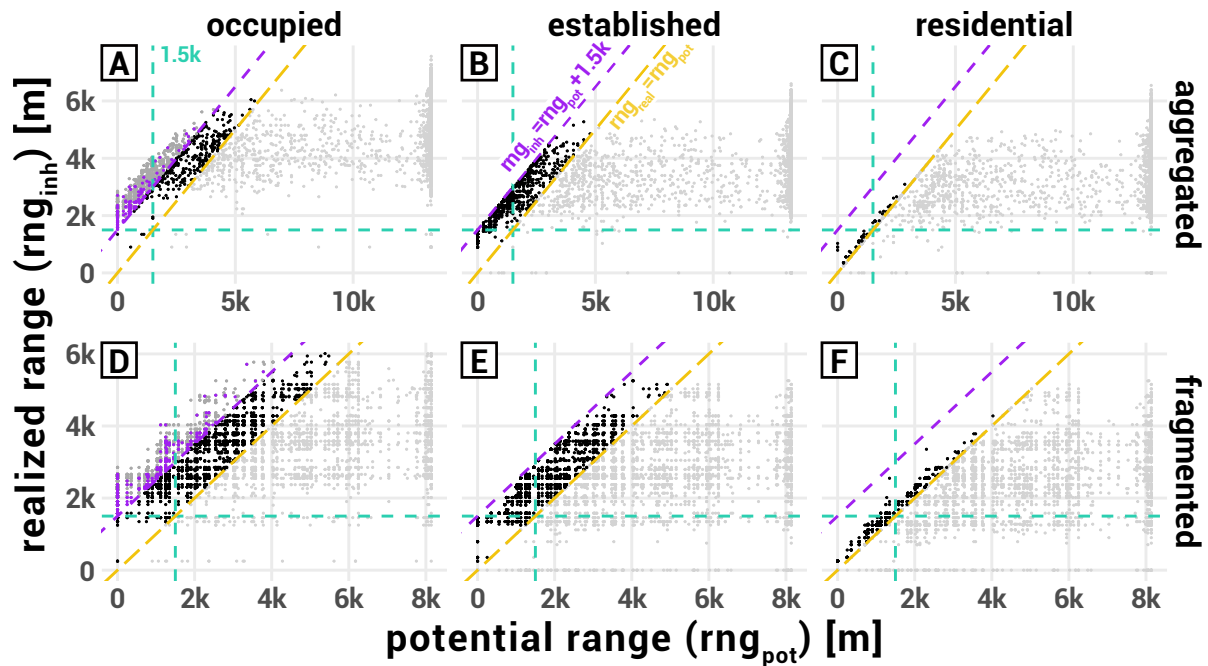 occupied
established
residential
A
1.5k
B
rng_inh=rng_pot+1.5k
rng_real=rng_pot
C
aggregated
6k
4k
2k
0
0
5k
10k
0
5k
10k
0
5k
10k
realized range (rng_inh) [m]
D
E
F
fragmented
6k
4k
2k
0
0
2k
4k
6k
8k
0
2k
4k
6k
8k
0
2k
4k
6k
8k
potential range (rng_pot) [m]